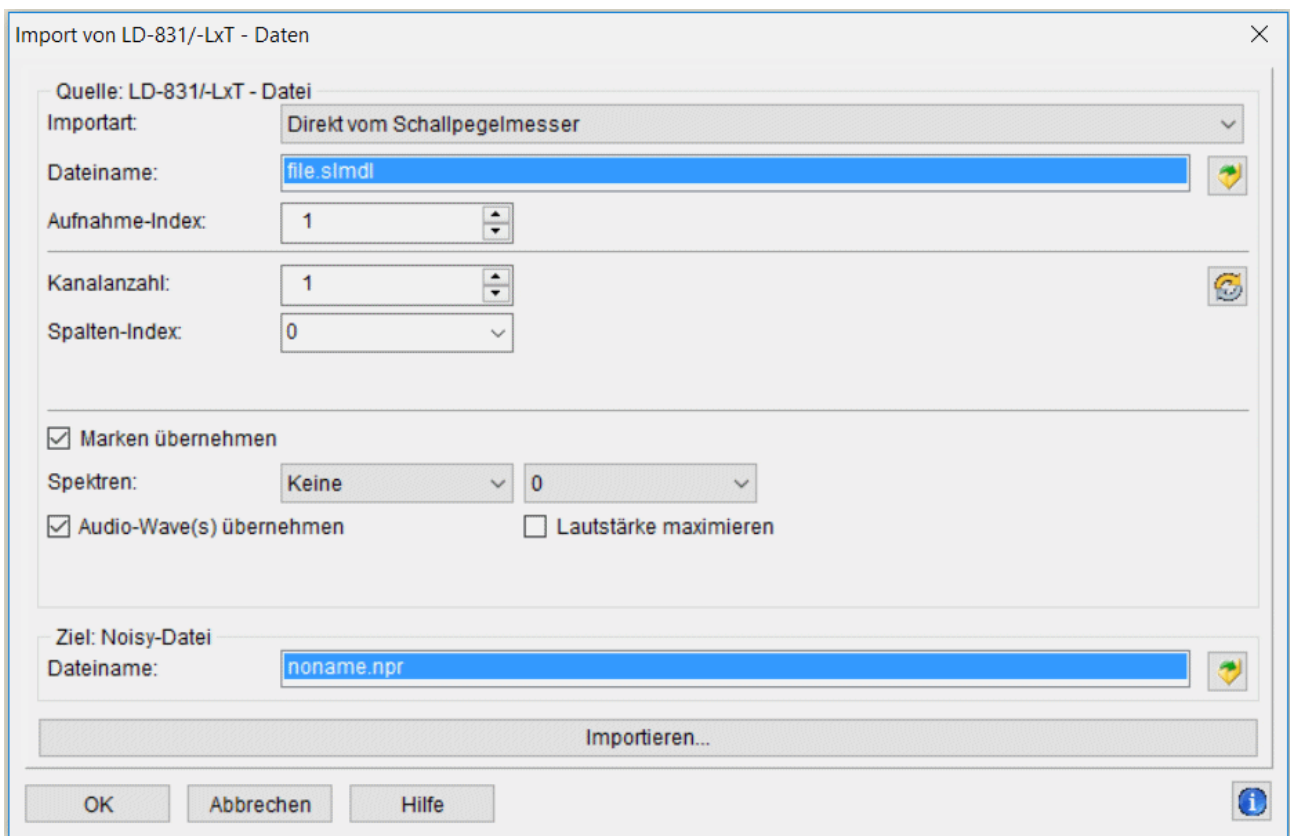 Import von LD-831/-LxT - Daten
Quelle: LD-831/-LxT - Datei
Importart: Direkt vom Schallpegelmesser
Dateiname: file.slmdl
Aufnahme-Index: 1
Kanalanzahl: 1
Spalten-Index: 0
Marken übernehmen
Spektren: Keine 0
Audio-Wave(s) übernehmen Lautstärke maximieren
Ziel: Noisy-Datei
Dateiname: noname.npr
Importieren...
OK Abbrechen Hilfe